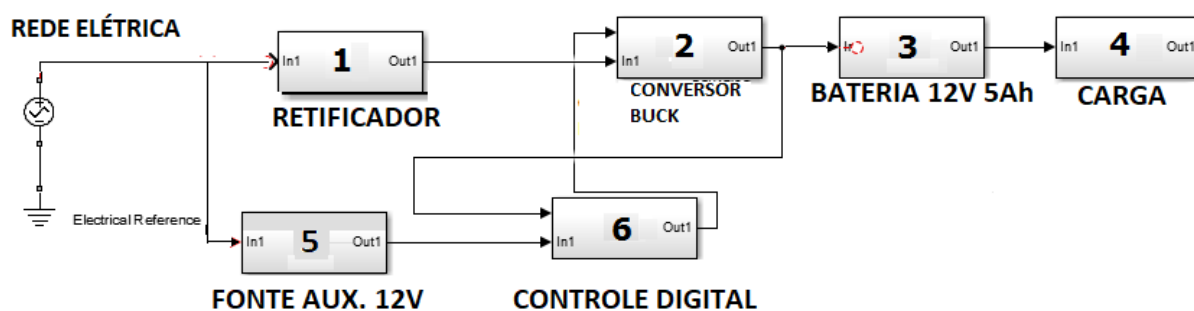 REDE ELÉTRICA
In1
1
Out1
RETIFICADOR
In1
2
Out1
CONVERSOR
BUCK
3
Out1
BATERIA 12V 5Ah
In1
4
Out1
CARGA
Electrical Reference
In1
5
Out1
FONTE AUX. 12V
In1
6
Out1
CONTROLE DIGITAL